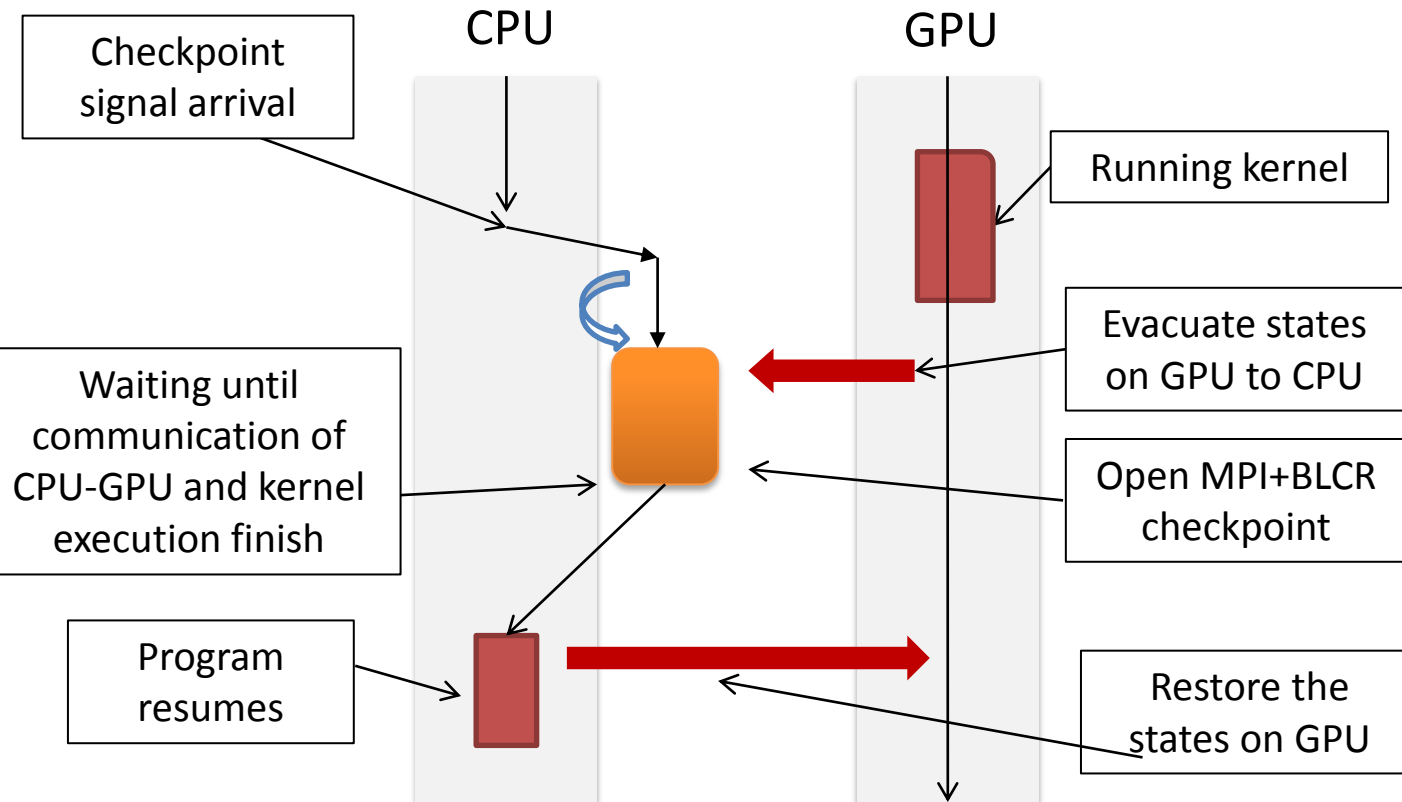 CPU
GPU
Checkpoint
signal arrival
Running kernel
Evacuate states
on GPU to CPU
Waiting until
communication of
CPU-GPU and kernel
execution finish
Open MPI+BLCR
checkpoint
Program
resumes
Restore the
states on GPU